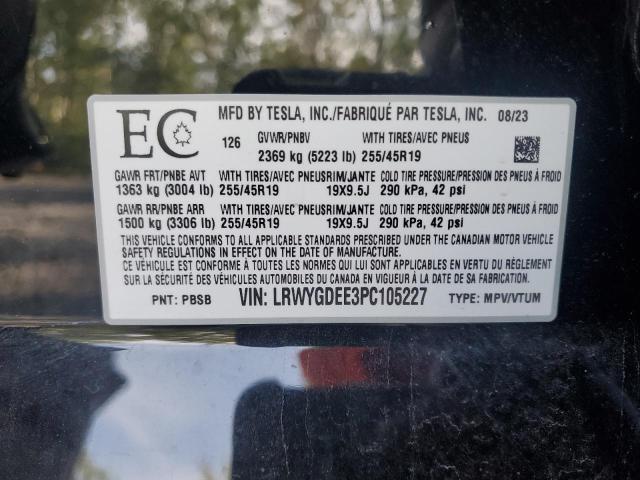 EC
MFD BY TESLA, INC./FABRIQUÉ PAR TESLA, INC. 08/23
126 GVWR/PNBV WITH TIRES/AVEC PNEUS
2369 kg (5223 lb) 255/45R19
GAWR FRT/PNBE AVT WITH TIRES/AVEC PNEUS RIM/JANTE COLD TIRE PRESSURE/PRESSION DES PNEUS À FROID
1363 kg (3004 lb) 255/45R19 19X9.5J 290 kPa, 42 psi
GAWR RR/PNBE ARR WITH TIRES/AVEC PNEUS RIM/JANTE COLD TIRE PRESSURE/PRESSION DES PNEUS À FROID
1500 kg (3306 lb) 255/45R19 19X9.5J 290 kPa, 42 psi
THIS VEHICLE CONFORMS TO ALL APPLICABLE STANDARDS PRESCRIBED UNDER THE CANADIAN MOTOR VEHICLE
SAFETY REGULATIONS IN EFFECT ON THE DATE OF MANUFACTURE.
CE VÉHICULE EST CONFORME À TOUTES LES NORMES QUI LUI SONT APPLICABLES EN VERTU DU RÈGLEMENT
SUR LA SÉCURITÉ DES VÉHICULES AUTOMOBILES DU CANADA EN VIGUEUR À LA DATE DE SA FABRICATION.
PNT: PBSB VIN: LRWYGDEE3PC105227 TYPE: MPV/VTUM